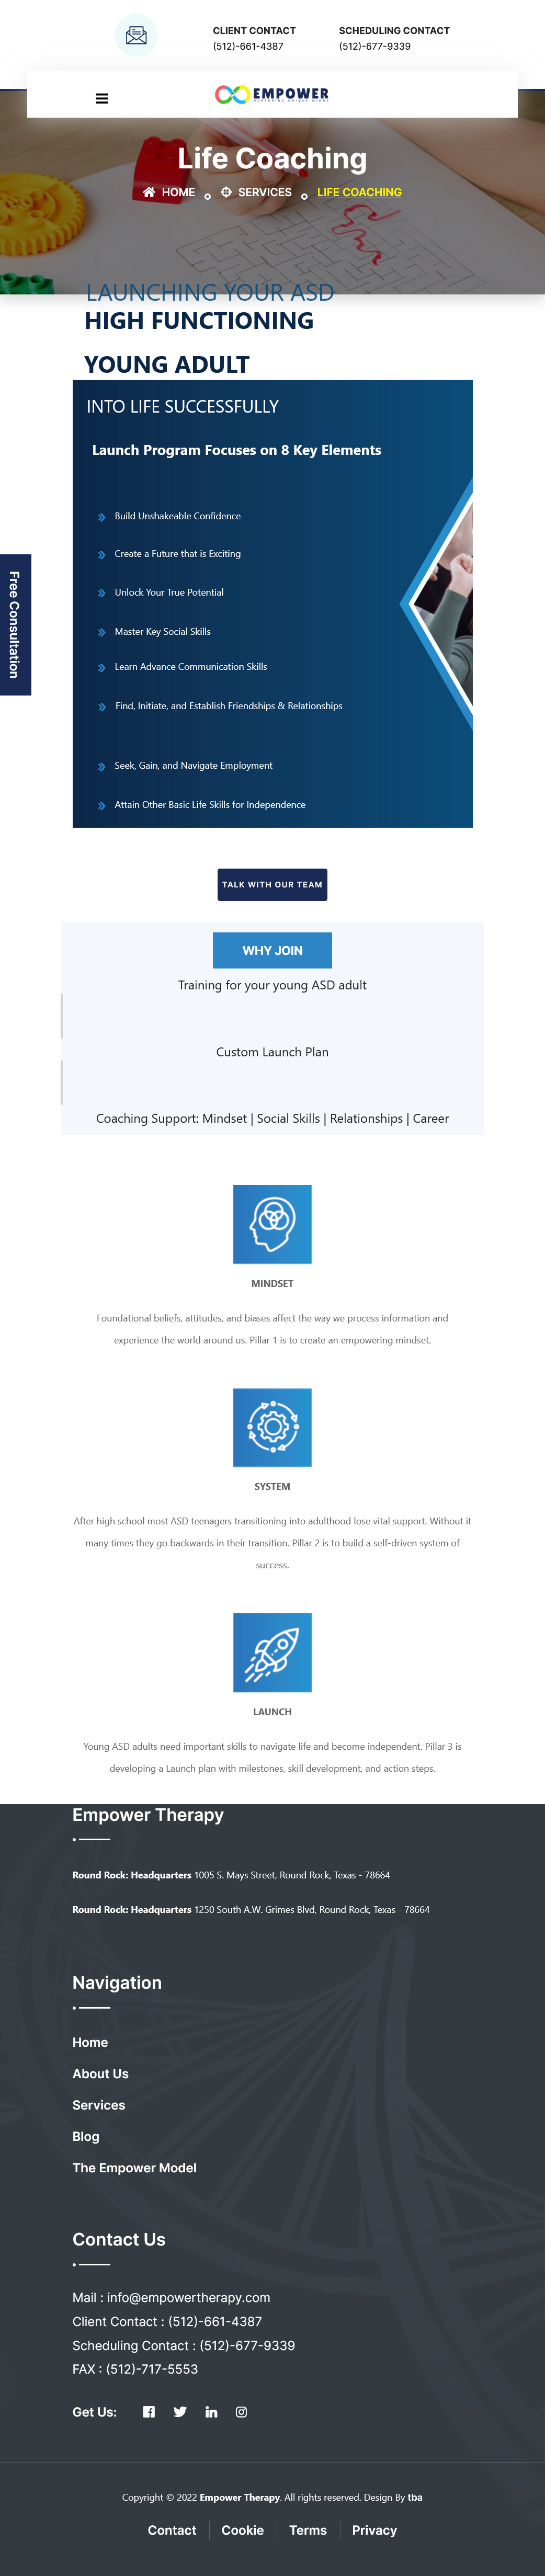 CLIENT CONTACT
(512)-661-4387
SCHEDULING CONTACT
(512)-677-9339
EMPOWER
NURTURING UNIQUE MINDS
Life Coaching
HOME SERVICES LIFE COACHING
LAUNCHING YOUR ASD
HIGH FUNCTIONING
YOUNG ADULT
INTO LIFE SUCCESSFULLY
Launch Program Focuses on 8 Key Elements
Build Unshakeable Confidence
Create a Future that is Exciting
Unlock Your True Potential
Master Key Social Skills
Learn Advance Communication Skills
Find, Initiate, and Establish Friendships & Relationships
Seek, Gain, and Navigate Employment
Attain Other Basic Life Skills for Independence
Free Consultation
TALK WITH OUR TEAM
WHY JOIN
Training for your young ASD adult
Custom Launch Plan
Coaching Support: Mindset | Social Skills | Relationships | Career
MINDSET
Foundational beliefs, attitudes, and biases affect the way we process information and
experience the world around us. Pillar 1 is to create an empowering mindset.
SYSTEM
After high school most ASD teenagers transitioning into adulthood lose vital support. Without it
many times they go backwards in their transition. Pillar 2 is to build a self-driven system of
success.
LAUNCH
Young ASD adults need important skills to navigate life and become independent. Pillar 3 is
developing a Launch plan with milestones, skill development, and action steps.
Empower Therapy
Round Rock: Headquarters 1005 S. Mays Street, Round Rock, Texas - 78664
Round Rock: Headquarters 1250 South A.W. Grimes Blvd, Round Rock, Texas - 78664
Navigation
Home
About Us
Services
Blog
The Empower Model
Contact Us
Mail : info@empowertherapy.com
Client Contact : (512)-661-4387
Scheduling Contact : (512)-677-9339
FAX : (512)-717-5553
Get Us:
Copyright © 2022 Empower Therapy. All rights reserved. Design By tba
Contact Cookie Terms Privacy